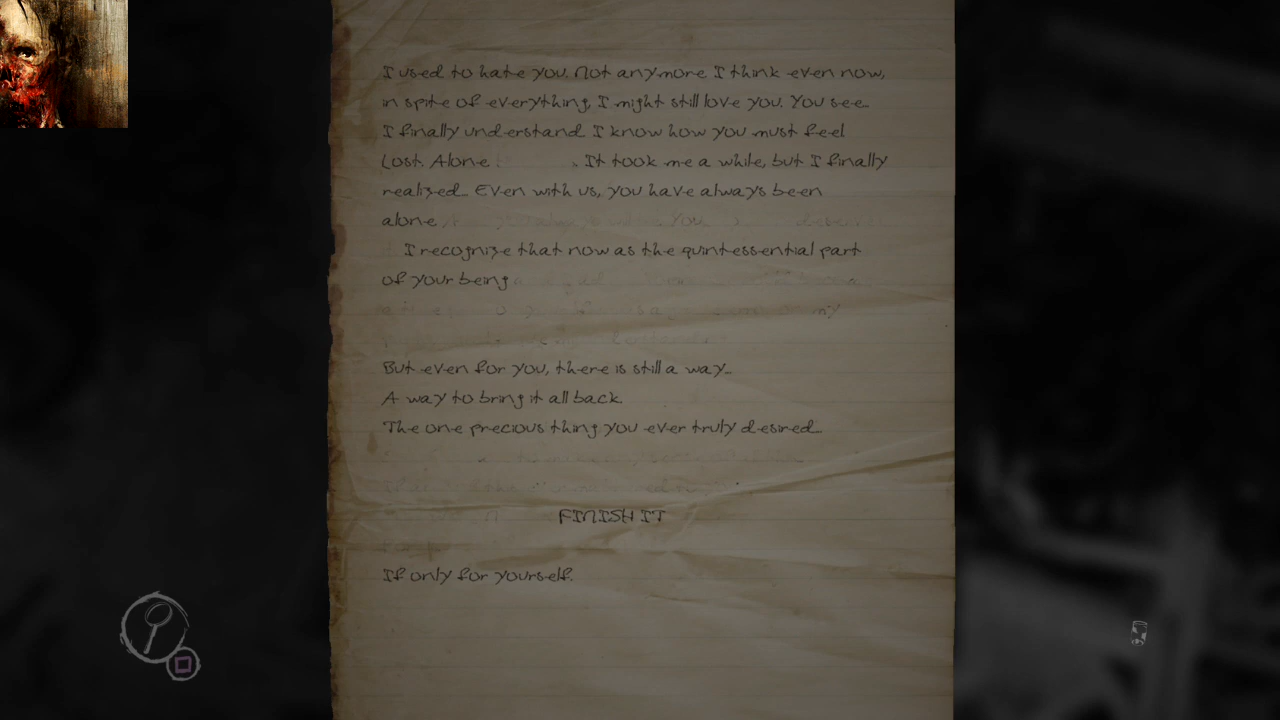 I used to hate you. Not anymore I think even now,
in spite of everything, I might still love you. You see..
I finally understand. I know how you must feel
Lost. Alone . It took me a while, but I finally
realized.. Even with us, you have always been
alone
I recognize that now as the quintessential part
of your being
my
But even for you, there is still a way..
A way to bring it all back.
The one precious thing you ever truly desired..
FINISH IT
If only for yourself.